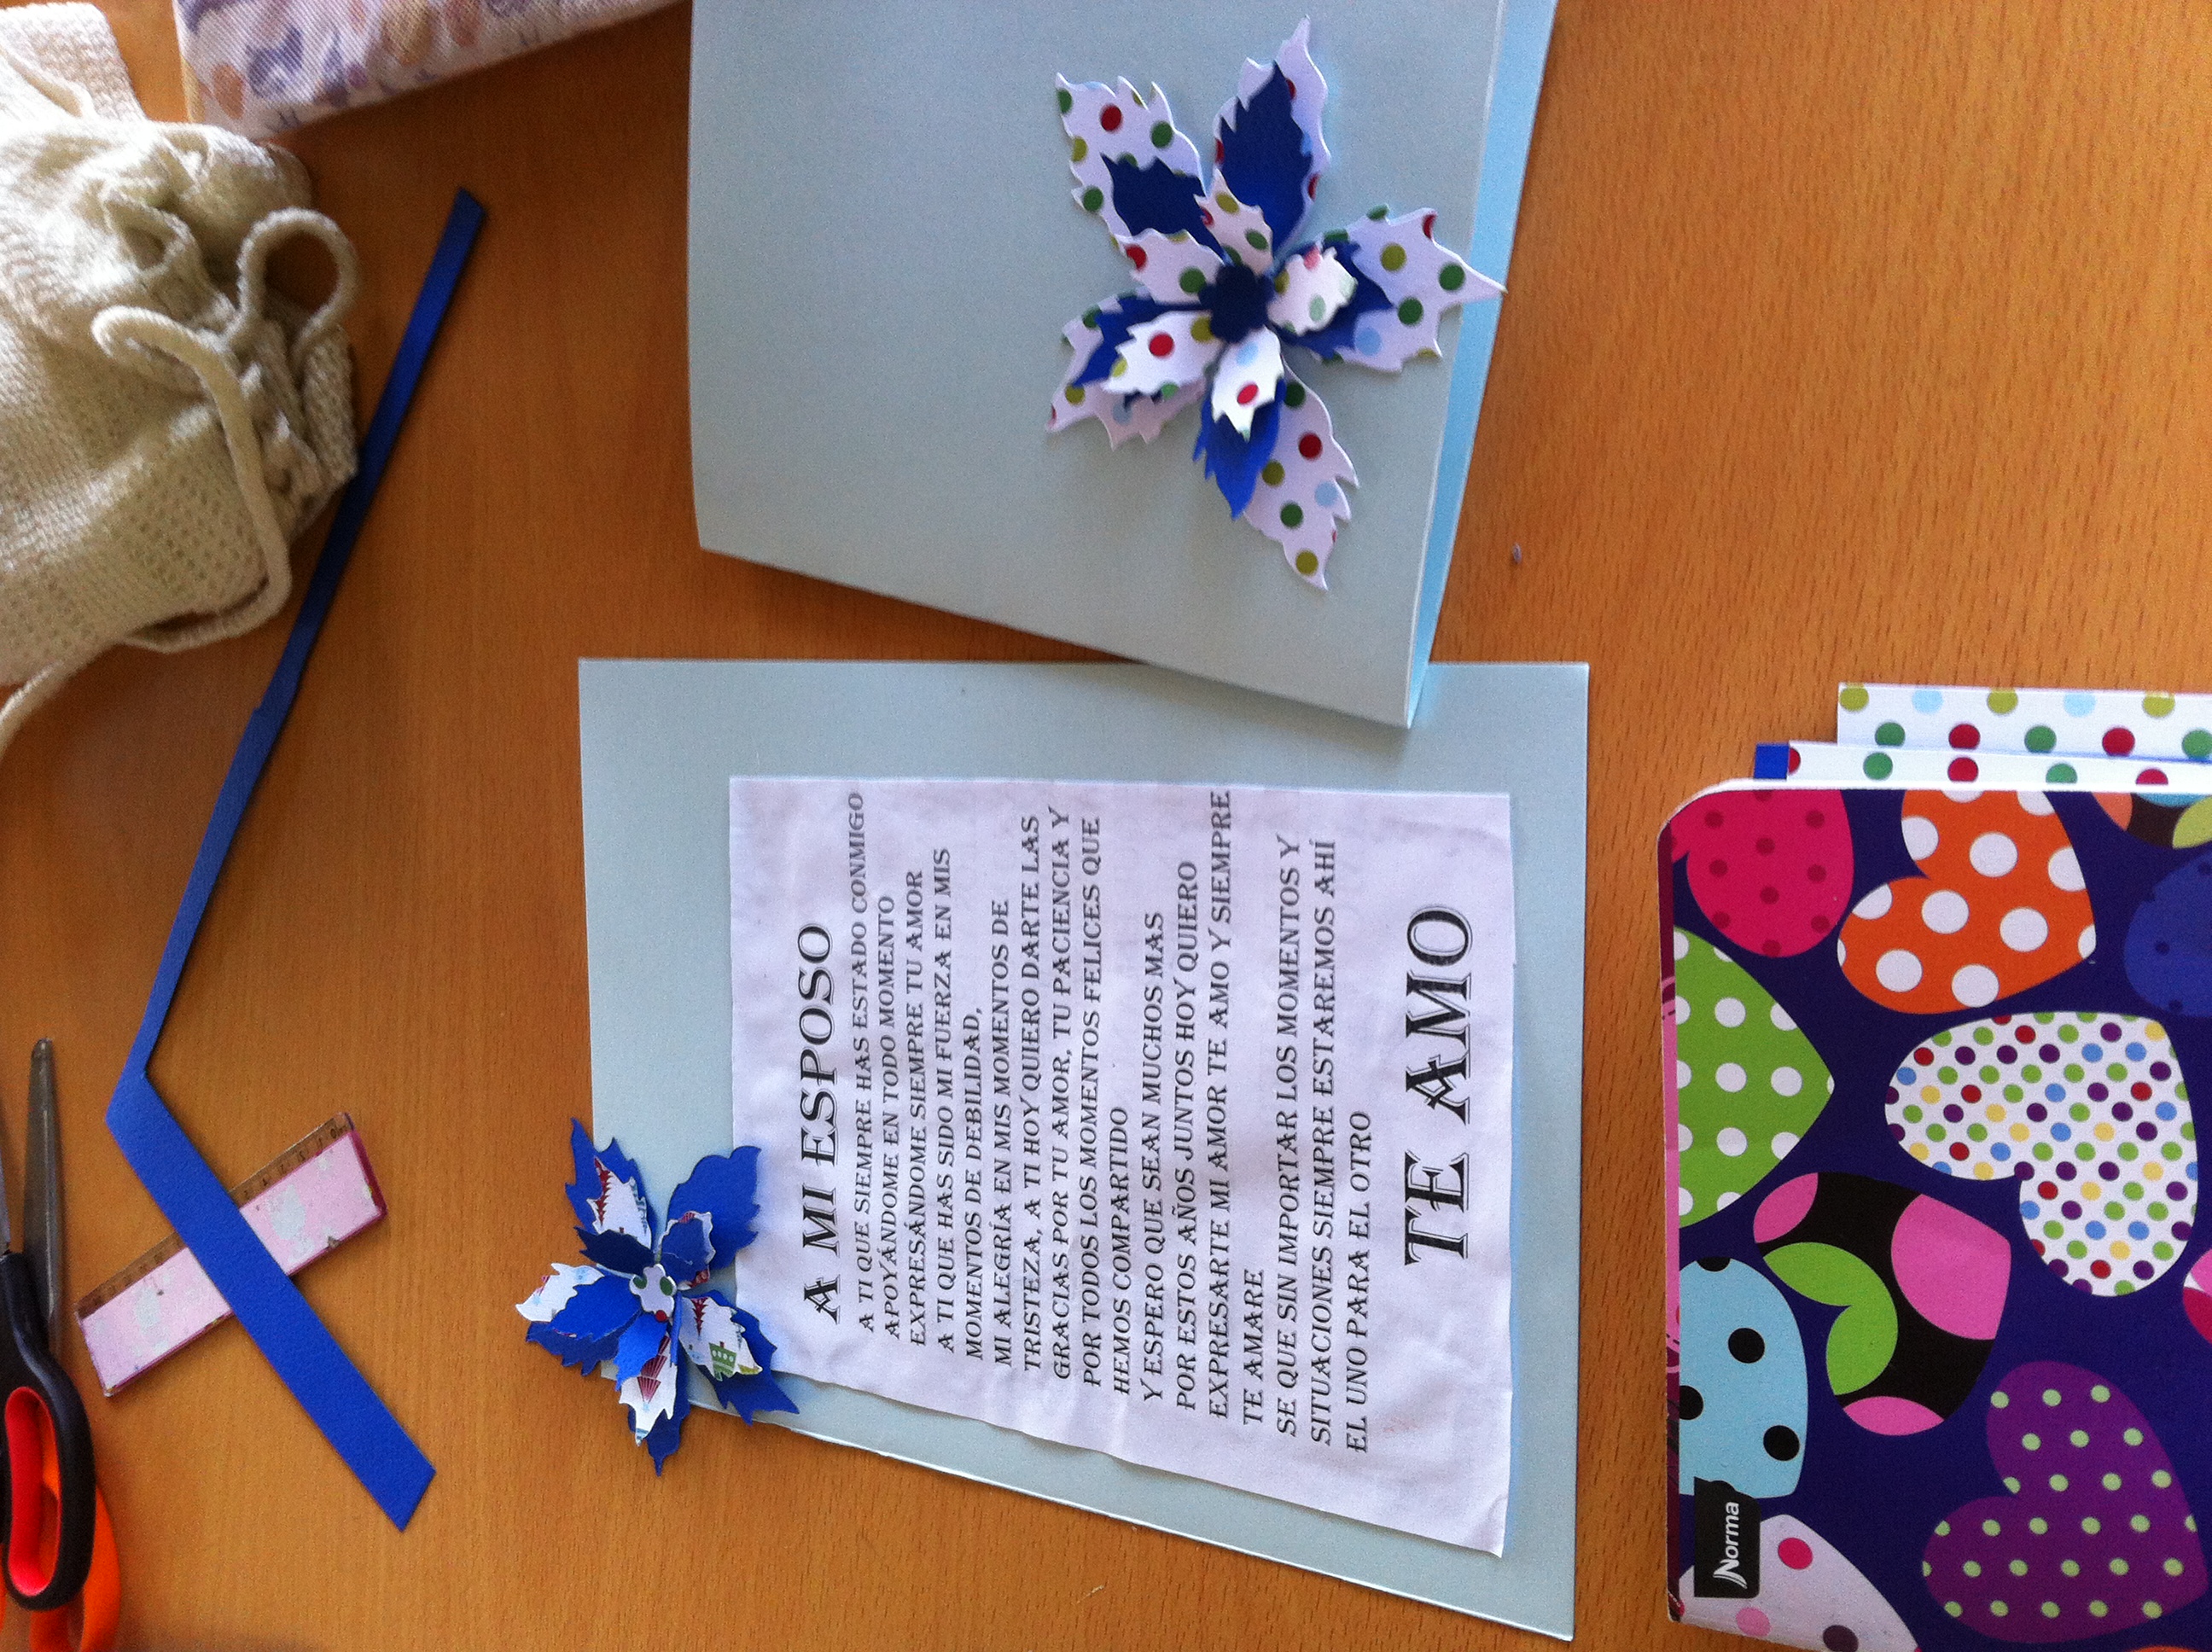 A MI ESPOSO
A TI QUE SIEMPRE HAS ESTADO CONMIGO
APOYÁNDOME EN TODO MOMENTO
EXPRESÁNDOME SIEMPRE TU AMOR
A TI QUE HAS SIDO MI FUERZA EN MIS
MOMENTOS DE DEBILIDAD,
MI ALEGRÍA EN MIS MOMENTOS DE
TRISTEZA, A TI HOY QUIERO DARTE LAS
GRACIAS POR TU AMOR, TU PACIENCIA Y
POR TODOS LOS MOMENTOS FELICES QUE
HEMOS COMPARTIDO
Y ESPERO QUE SEAN MUCHOS MAS
POR ESTOS AÑOS JUNTOS HOY QUIERO
EXPRESARTE MI AMOR TE AMO Y SIEMPRE
TE AMARE
SE QUE SIN IMPORTAR LOS MOMENTOS Y
SITUACIONES SIEMPRE ESTAREMOS AHÍ
EL UNO PARA EL OTRO
TE AMO
Norma